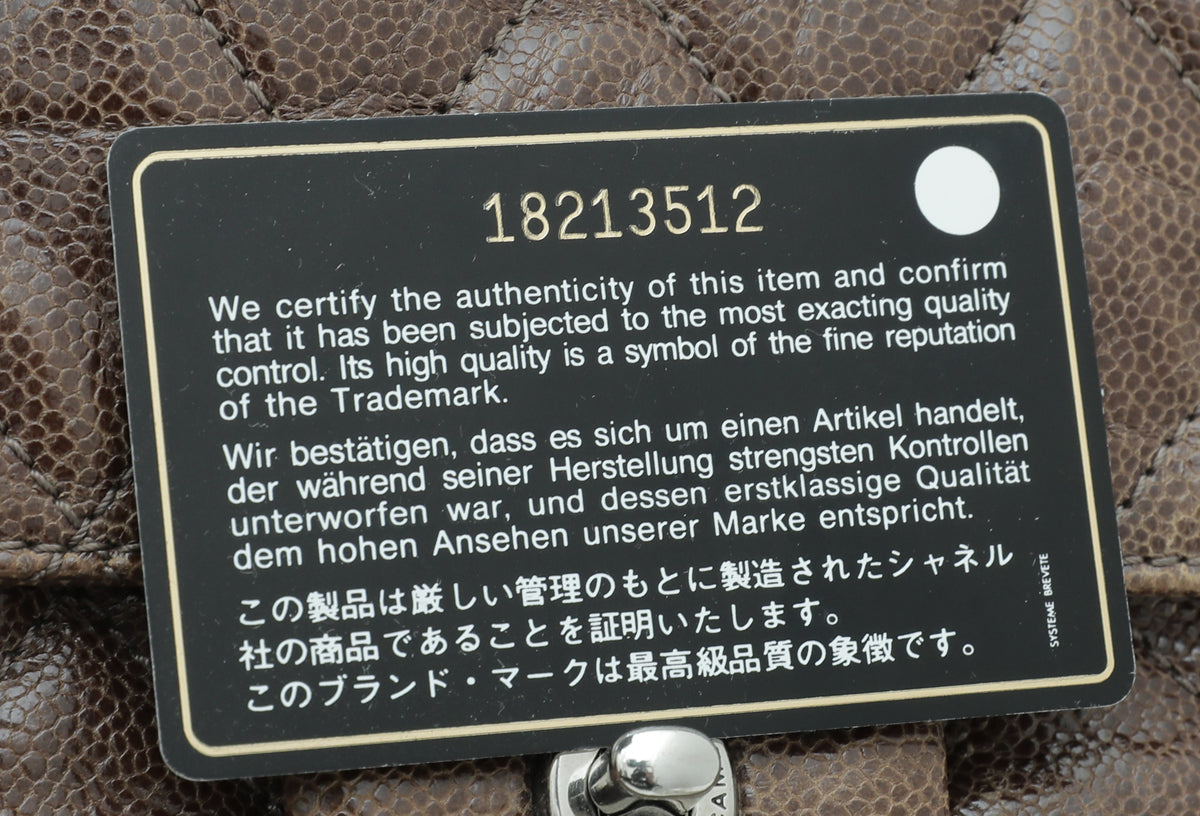 18213512
We certify the authenticity of this item and confirm
that it has been subjected to the most exacting quality
control. Its high quality is a symbol of the fine reputation
of the Trademark.
Wir bestätigen, dass es sich um einen Artikel handelt,
der während seiner Herstellung strengsten Kontrollen
unterworfen war, und dessen erstklassige Qualität
dem hohen Ansehen unserer Marke entspricht.
この製品は厳しい管理のもとに製造されたシャネル
社の商品であることを証明いたします。
このブランド・マークは最高級品質の象徴です。
SYSTEME BREVETE